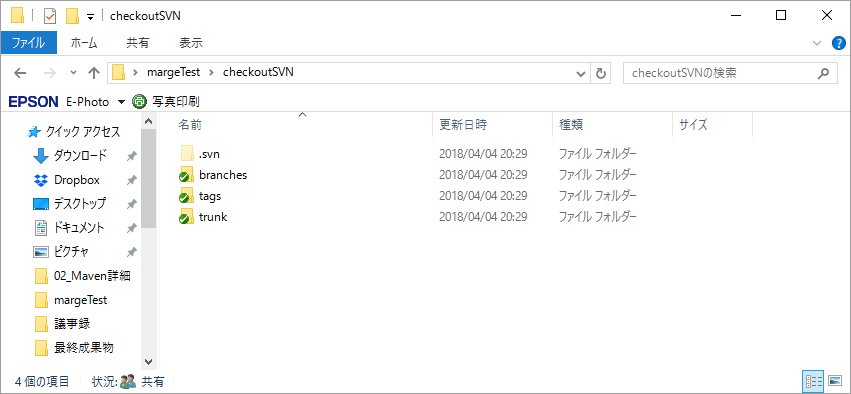 checkoutSVN
ファイル ホーム 共有 表示
margeTest checkoutSVN checkoutSVNの検索
EPSON E-Photo 写真印刷
クイック アクセス
ダウンロード
Dropbox
デスクトップ
ドキュメント
ピクチャ
02_Maven詳細
margeTest
議事録
最終成果物
名前 更新日時 種類 サイズ
.svn 2018/04/04 20:29 ファイル フォルダー
branches 2018/04/04 20:29 ファイル フォルダー
tags 2018/04/04 20:29 ファイル フォルダー
trunk 2018/04/04 20:29 ファイル フォルダー
4 個の項目 状況: 共有